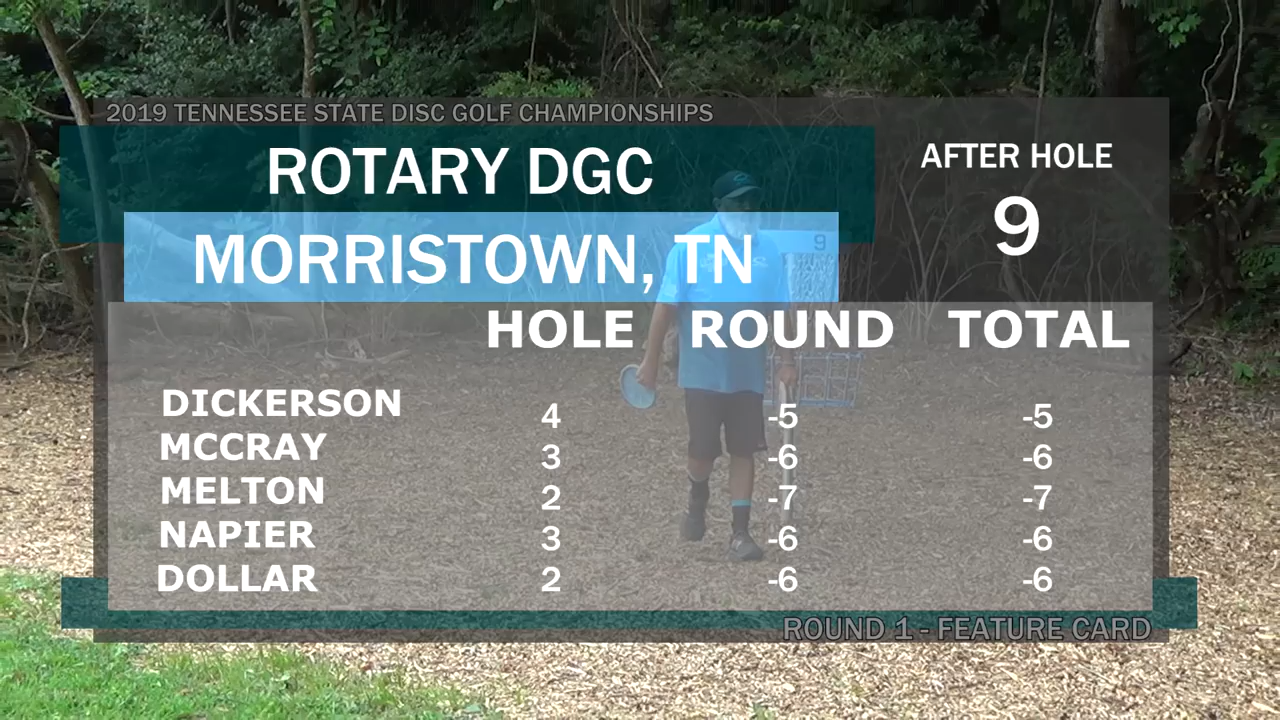 2019 TENNESSEE STATE DISC GOLF CHAMPIONSHIPS
ROTARY DGC
MORRISTOWN, TN
AFTER HOLE
9
9
HOLE ROUND TOTAL
DICKERSON 4 -5 -5
MCCRAY 3 -6 -6
MELTON 2 -7 -7
NAPIER 3 -6 -6
DOLLAR 2 -6 -6
ROUND 1 - FEATURE CARD